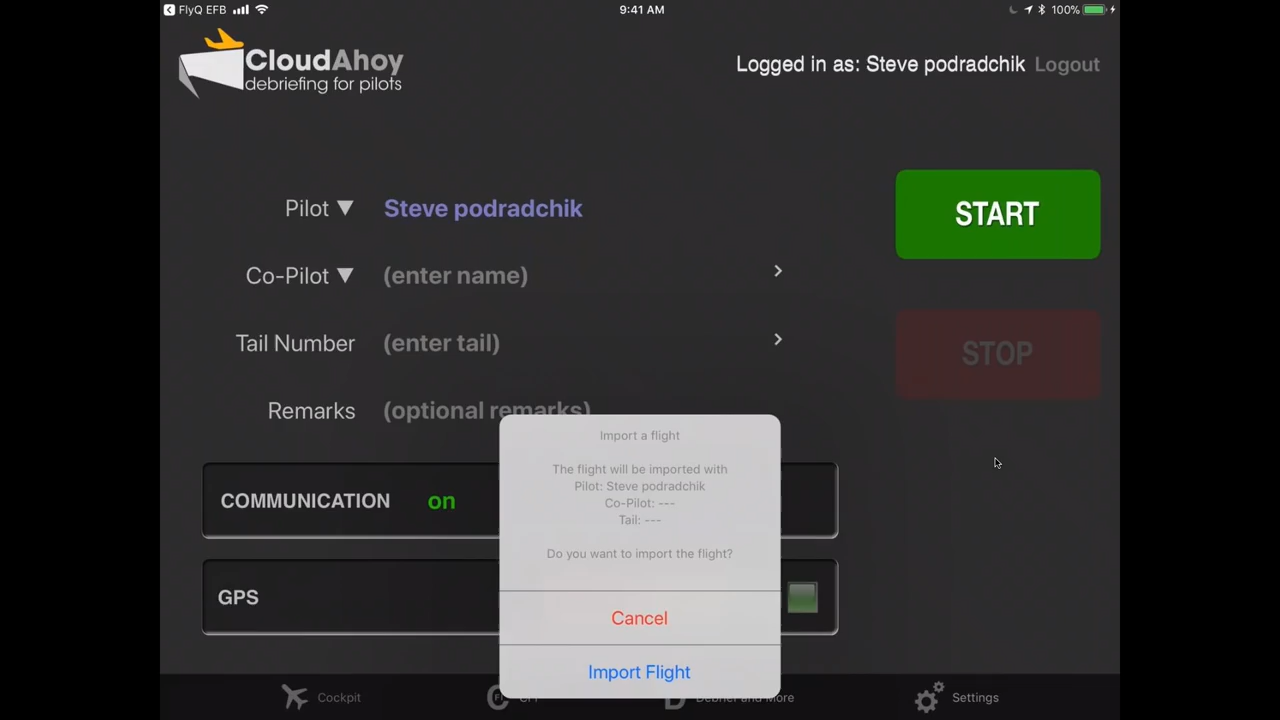 FlyQ EFB
9:41 AM
100%
CloudAhoy
debriefing for pilots
Logged in as: Steve podradchik Logout
Pilot ▼ Steve podradchik
START
Co-Pilot ▼ (enter name)
Tail Number (enter tail)
STOP
Remarks (optional remarks)
Import a flight
The flight will be imported with
Pilot: Steve podradchik
Co-Pilot: ---
Tail: ---
Do you want to import the flight?
COMMUNICATION on
GPS
Cancel
Import Flight
Cockpit
Debrief and More
Settings